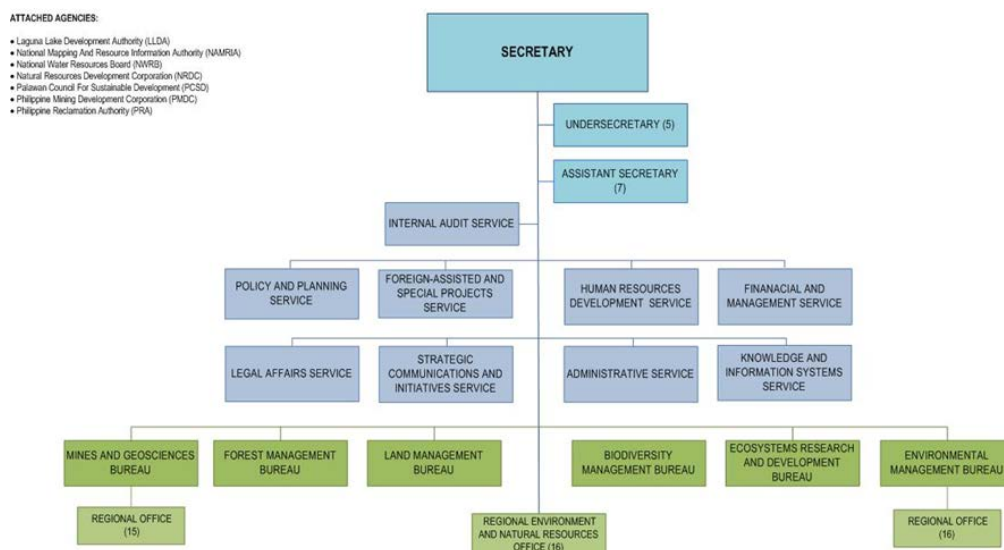 ATTACHED AGENCIES:
• Laguna Lake Development Authority (LLDA)
• National Mapping And Resource Information Authority (NAMRIA)
• National Water Resources Board (NWRB)
• Natural Resources Development Corporation (NRDC)
• Palawan Council For Sustainable Development (PCSD)
• Philippine Mining Development Corporation (PMDC)
• Philippine Reclamation Authority (PRA)
SECRETARY
UNDERSECRETARY (5)
ASSISTANT SECRETARY
(7)
INTERNAL AUDIT SERVICE
POLICY AND PLANNING
SERVICE
FOREIGN-ASSISTED AND
SPECIAL PROJECTS
SERVICE
HUMAN RESOURCES
DEVELOPMENT SERVICE
FINANACIAL AND
MANAGEMENT SERVICE
LEGAL AFFAIRS SERVICE
STRATEGIC
COMMUNICATIONS AND
INITIATIVES SERVICE
ADMINISTRATIVE SERVICE
KNOWLEDGE AND
INFORMATION SYSTEMS
SERVICE
MINES AND GEOSCIENCES
BUREAU
FOREST MANAGEMENT
BUREAU
LAND MANAGEMENT
BUREAU
BIODIVERSITY
MANAGEMENT BUREAU
ECOSYSTEMS RESEARCH
AND DEVELOPMENT
BUREAU
ENVIRONMENTAL
MANAGEMENT BUREAU
REGIONAL OFFICE
(15)
REGIONAL ENVIRONMENT
AND NATURAL RESOURCES
OFFICE (16)
REGIONAL OFFICE
(16)